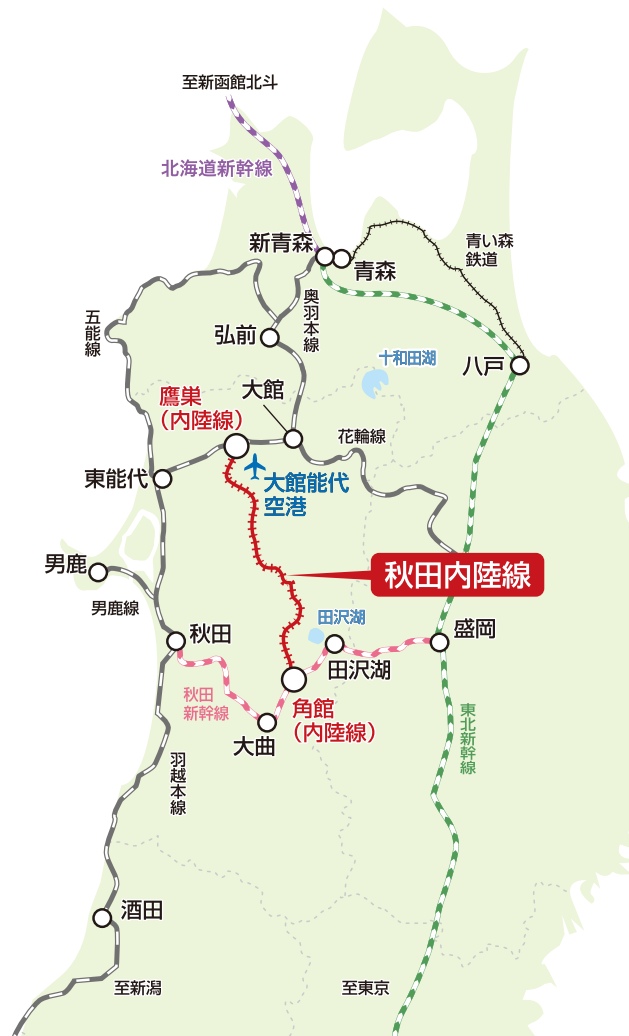 至新函館北斗
北海道新幹線
新青森
青森
青い森
鉄道
五能線
奥羽本線
弘前
十和田湖
八戸
鷹巣
（内陸線）
大館
花輪線
東能代
大館能代
空港
男鹿
秋田内陸線
男鹿線
秋田
田沢湖
盛岡
田沢湖
秋田
新幹線
角館
（内陸線）
大曲
東北新幹線
羽越本線
酒田
至新潟
至東京